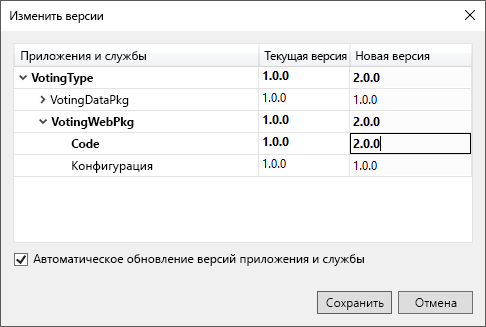 Изменить версии
Приложения и службы Текущая версия Новая версия
VotingType 1.0.0 2.0.0
VotingDataPkg 1.0.0 1.0.0
VotingWebPkg 1.0.0 2.0.0
Code 1.0.0 2.0.0
Конфигурация 1.0.0 1.0.0
Автоматическое обновление версий приложения и службы
Сохранить Отмена